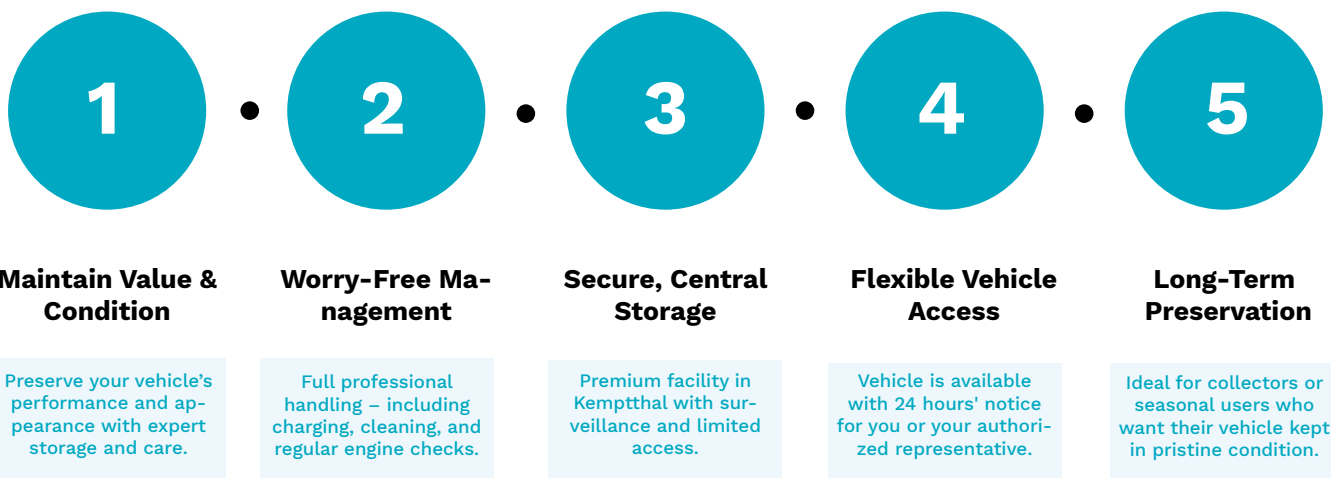 1
2
3
4
5
Maintain Value &
Condition
Preserve your vehicle's
performance and ap-
pearance with expert
storage and care.
Worry-Free Ma-
nagement
Full professional
handling – including
charging, cleaning, and
regular engine checks.
Secure, Central
Storage
Premium facility in
Kemptthal with sur-
veillance and limited
access.
Flexible Vehicle
Access
Vehicle is available
with 24 hours' notice
for you or your authori-
zed representative.
Long-Term
Preservation
Ideal for collectors or
seasonal users who
want their vehicle kept
in pristine condition.